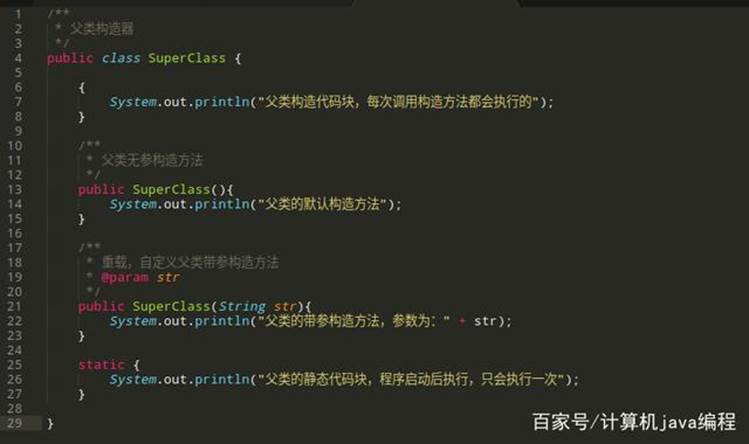 1 /**
2 * 父类构造器
3 */
4 public class SuperClass {
5
6 {
7 System.out.println("父类构造代码块，每次调用构造方法都会执行的");
8 }
9
10 /**
11 * 父类无参构造方法
12 */
13 public SuperClass(){
14 System.out.println("父类的默认构造方法");
15 }
16
17 /**
18 * 重载，自定义父类带参构造方法
19 * @param str
20 */
21 public SuperClass(String str){
22 System.out.println("父类的带参构造方法，参数为：" + str);
23 }
24
25 static {
26 System.out.println("父类的静态代码块，程序启动后执行，只会执行一次");
27 }
28
29 }
百家号/计算机java编程